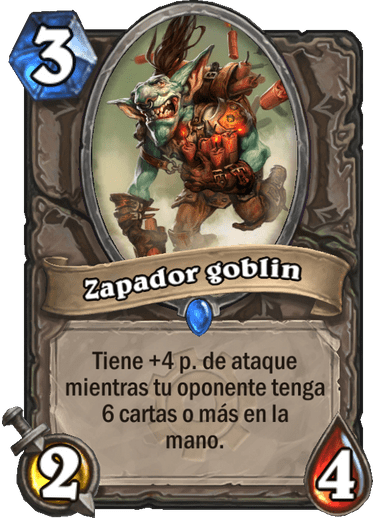 3
Zapador goblin
Tiene +4 p. de ataque
mientras tu oponente tenga
6 cartas o más en la
mano.
2
4